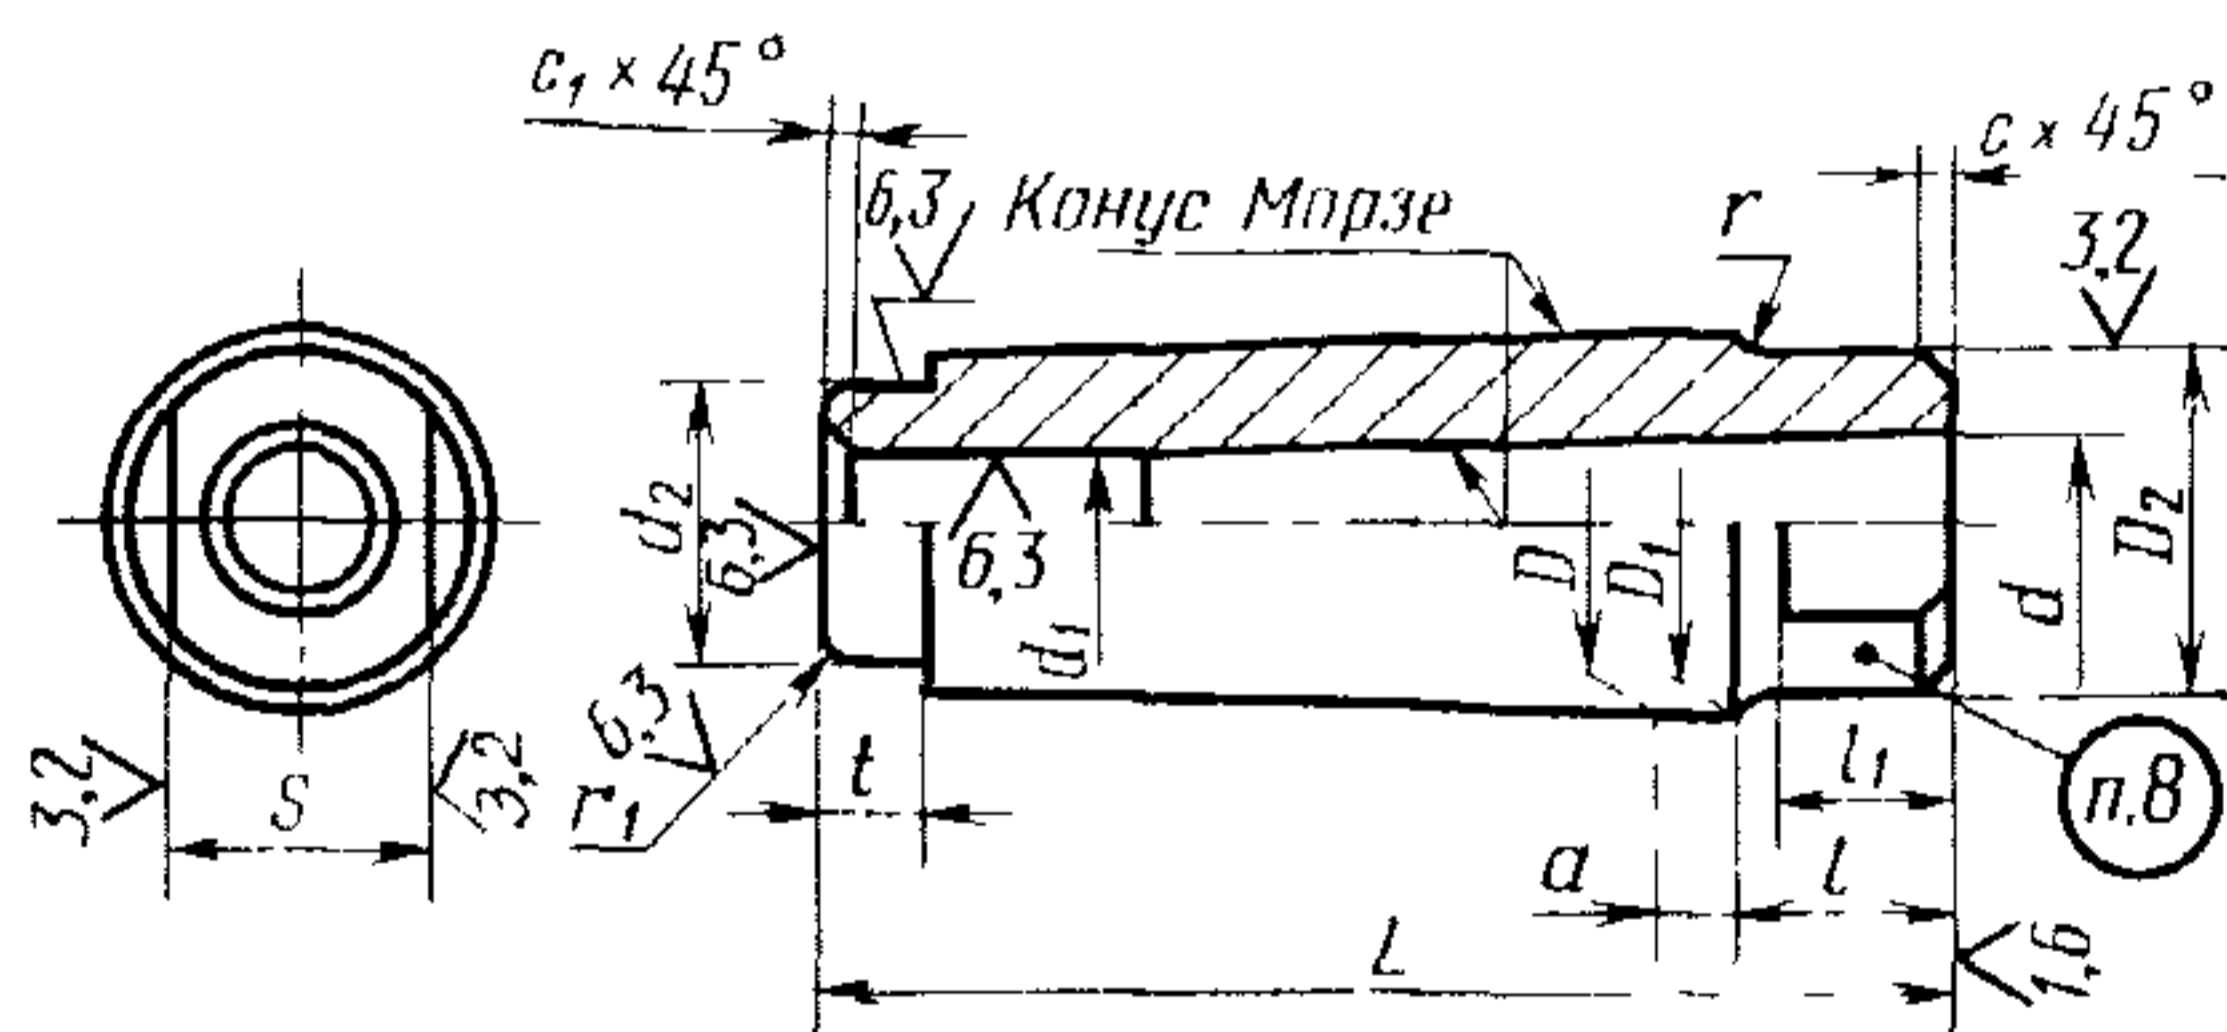 c₁ × 45°
c × 45°
6,3
Конус Морзе
r
3,2
d₂
6,3
6,3
d₁
D
D₁
d
D₂
3,2
S
3,2
r₁
6,3
t
l₁
п.8
a
l
L
1,6